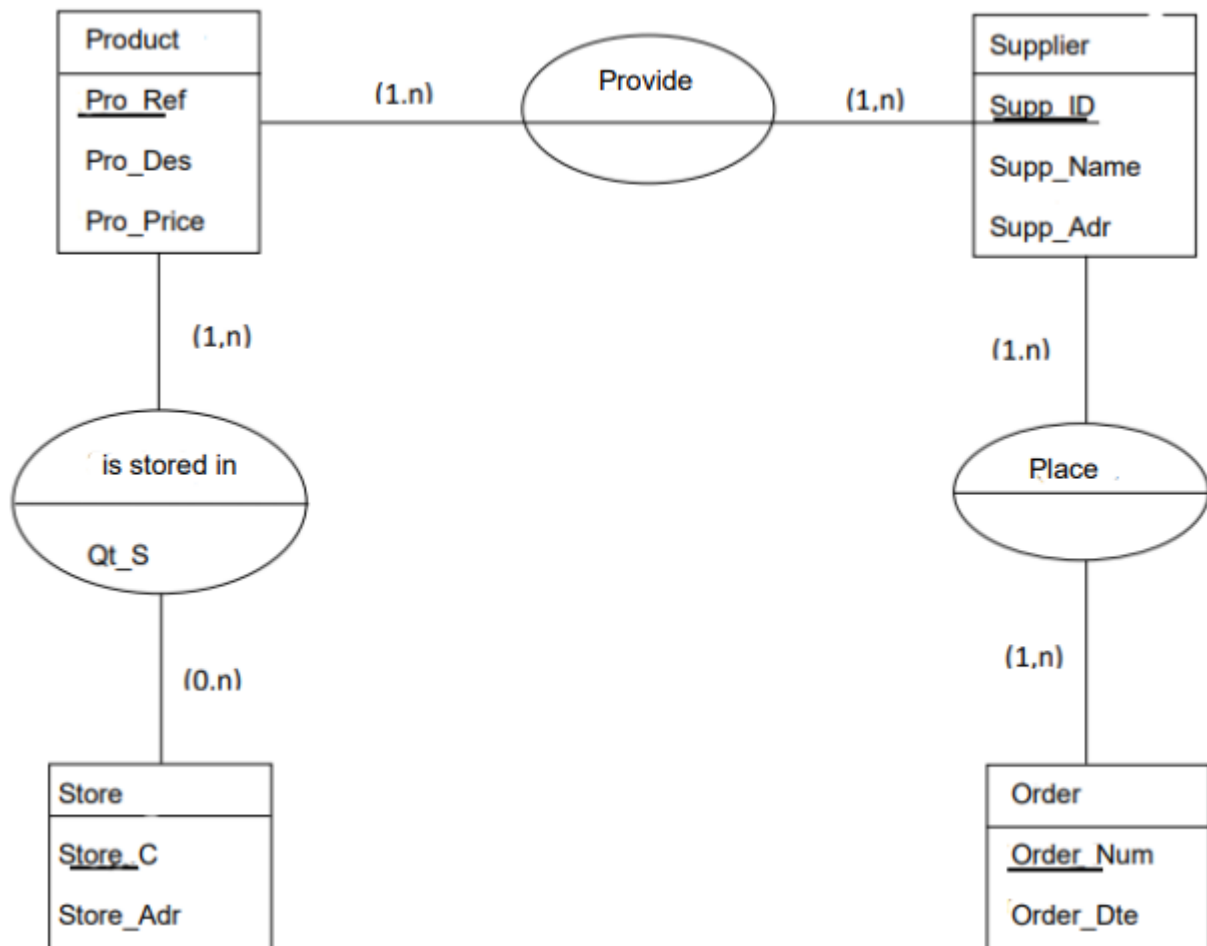 Product
Pro_Ref
Pro_Des
Pro_Price
(1.n)
Provide
(1,n)
Supplier
Supp_ID
Supp_Name
Supp_Adr
(1,n)
(1.n)
is stored in
Qt_S
Place
(0.n)
(1,n)
Store
Store_C
Store_Adr
Order
Order_Num
Order_Dte